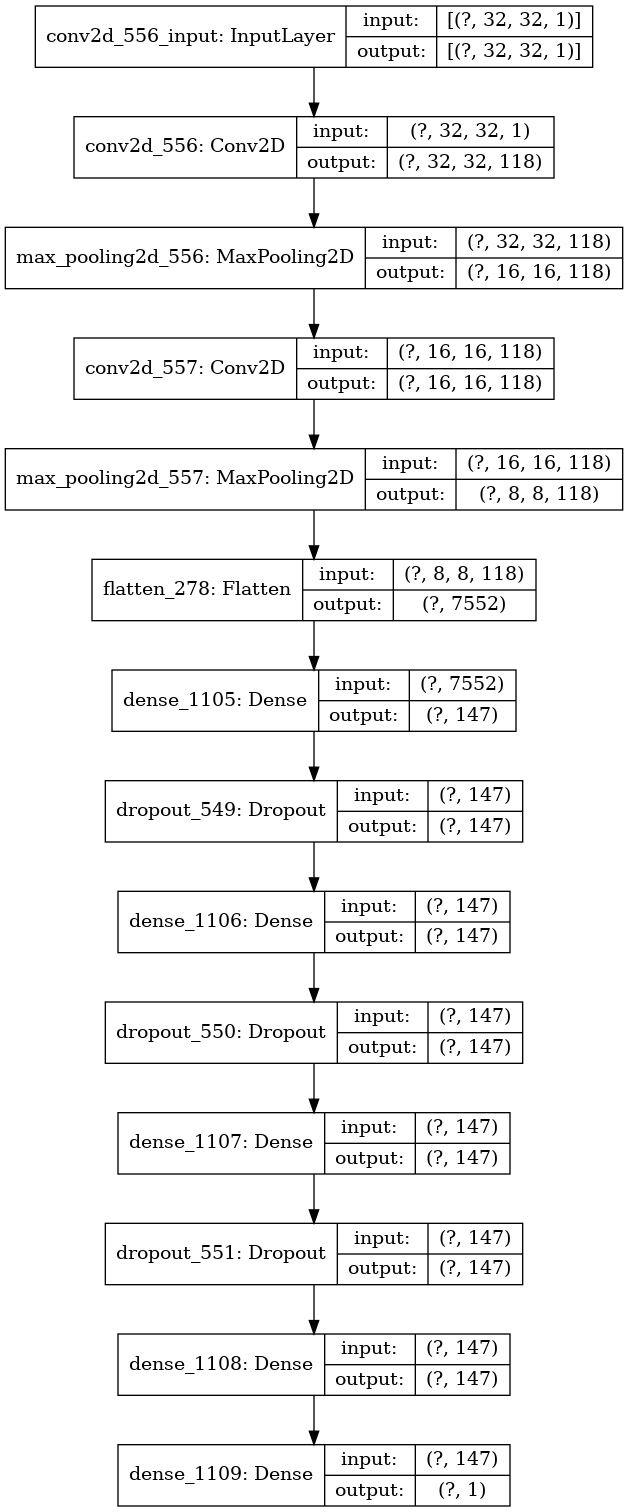 conv2d_556_input: InputLayer
input: [(?, 32, 32, 1)]
output: [(?, 32, 32, 1)]
conv2d_556: Conv2D
input: (?, 32, 32, 1)
output: (?, 32, 32, 118)
max_pooling2d_556: MaxPooling2D
input: (?, 32, 32, 118)
output: (?, 16, 16, 118)
conv2d_557: Conv2D
input: (?, 16, 16, 118)
output: (?, 16, 16, 118)
max_pooling2d_557: MaxPooling2D
input: (?, 16, 16, 118)
output: (?, 8, 8, 118)
flatten_278: Flatten
input: (?, 8, 8, 118)
output: (?, 7552)
dense_1105: Dense
input: (?, 7552)
output: (?, 147)
dropout_549: Dropout
input: (?, 147)
output: (?, 147)
dense_1106: Dense
input: (?, 147)
output: (?, 147)
dropout_550: Dropout
input: (?, 147)
output: (?, 147)
dense_1107: Dense
input: (?, 147)
output: (?, 147)
dropout_551: Dropout
input: (?, 147)
output: (?, 147)
dense_1108: Dense
input: (?, 147)
output: (?, 147)
dense_1109: Dense
input: (?, 147)
output: (?, 1)